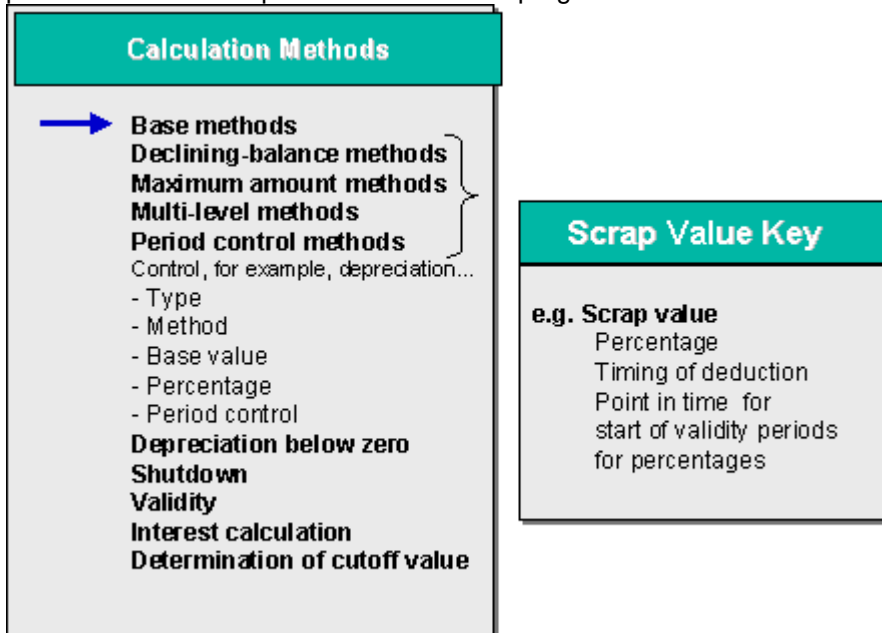 Calculation Methods
Base methods
Declining-balance methods
Maximum amount methods
Multi-level methods
Period control methods
Control, for example, depreciation...
- Type
- Method
- Base value
- Percentage
- Period control
Depreciation below zero
Shutdown
Validity
Interest calculation
Determination of cutoff value
Scrap Value Key
e.g. Scrap value
Percentage
Timing of deduction
Point in time for
start of validity periods
for percentages